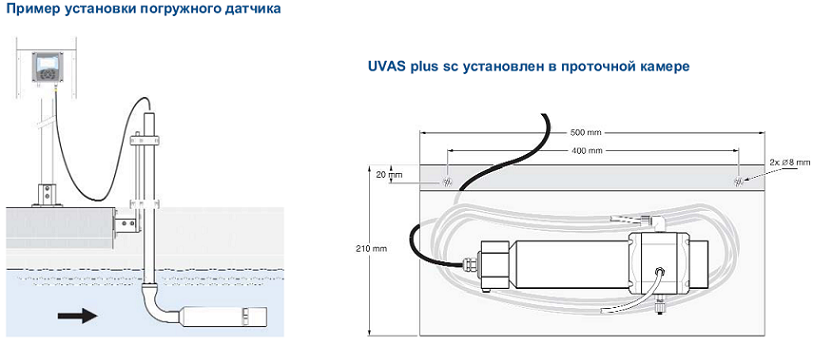 Пример установки погружного датчика
UVAS plus sc установлен в проточной камере
500 mm
400 mm
2x Ø8 mm
20 mm
210 mm